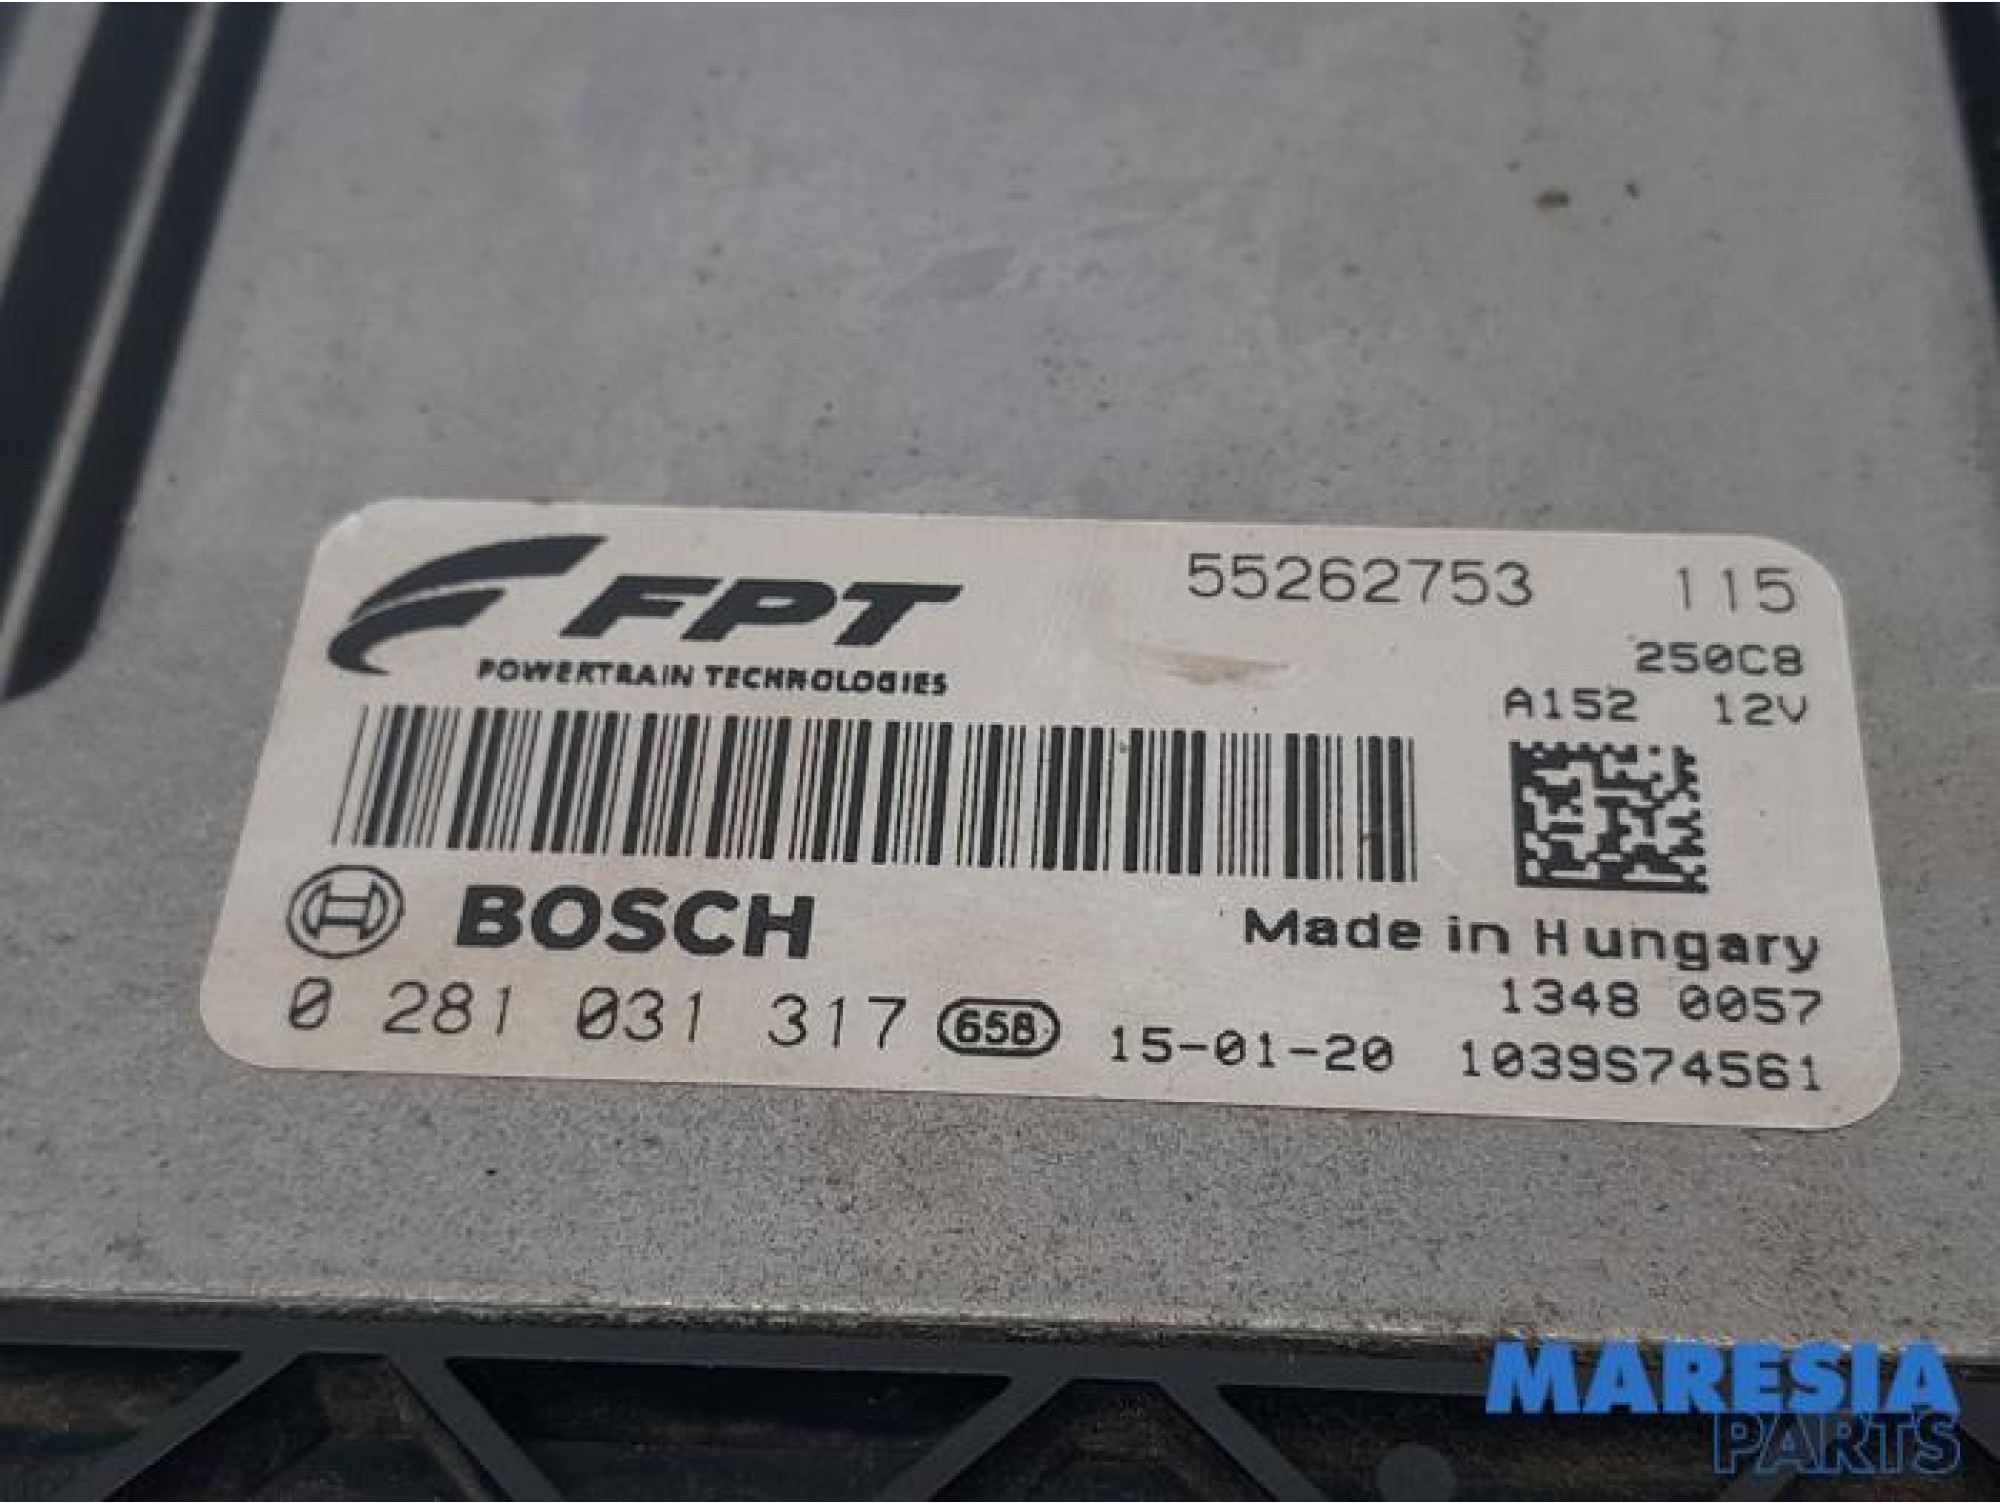 FPT 55262753 115
POWERTRAIN TECHNOLOGIES 250C8
A152 12V
BOSCH Made in Hungary
1348 0057
0 281 031 317 65B 15-01-20 1039S74561
MARESIA
PARTS